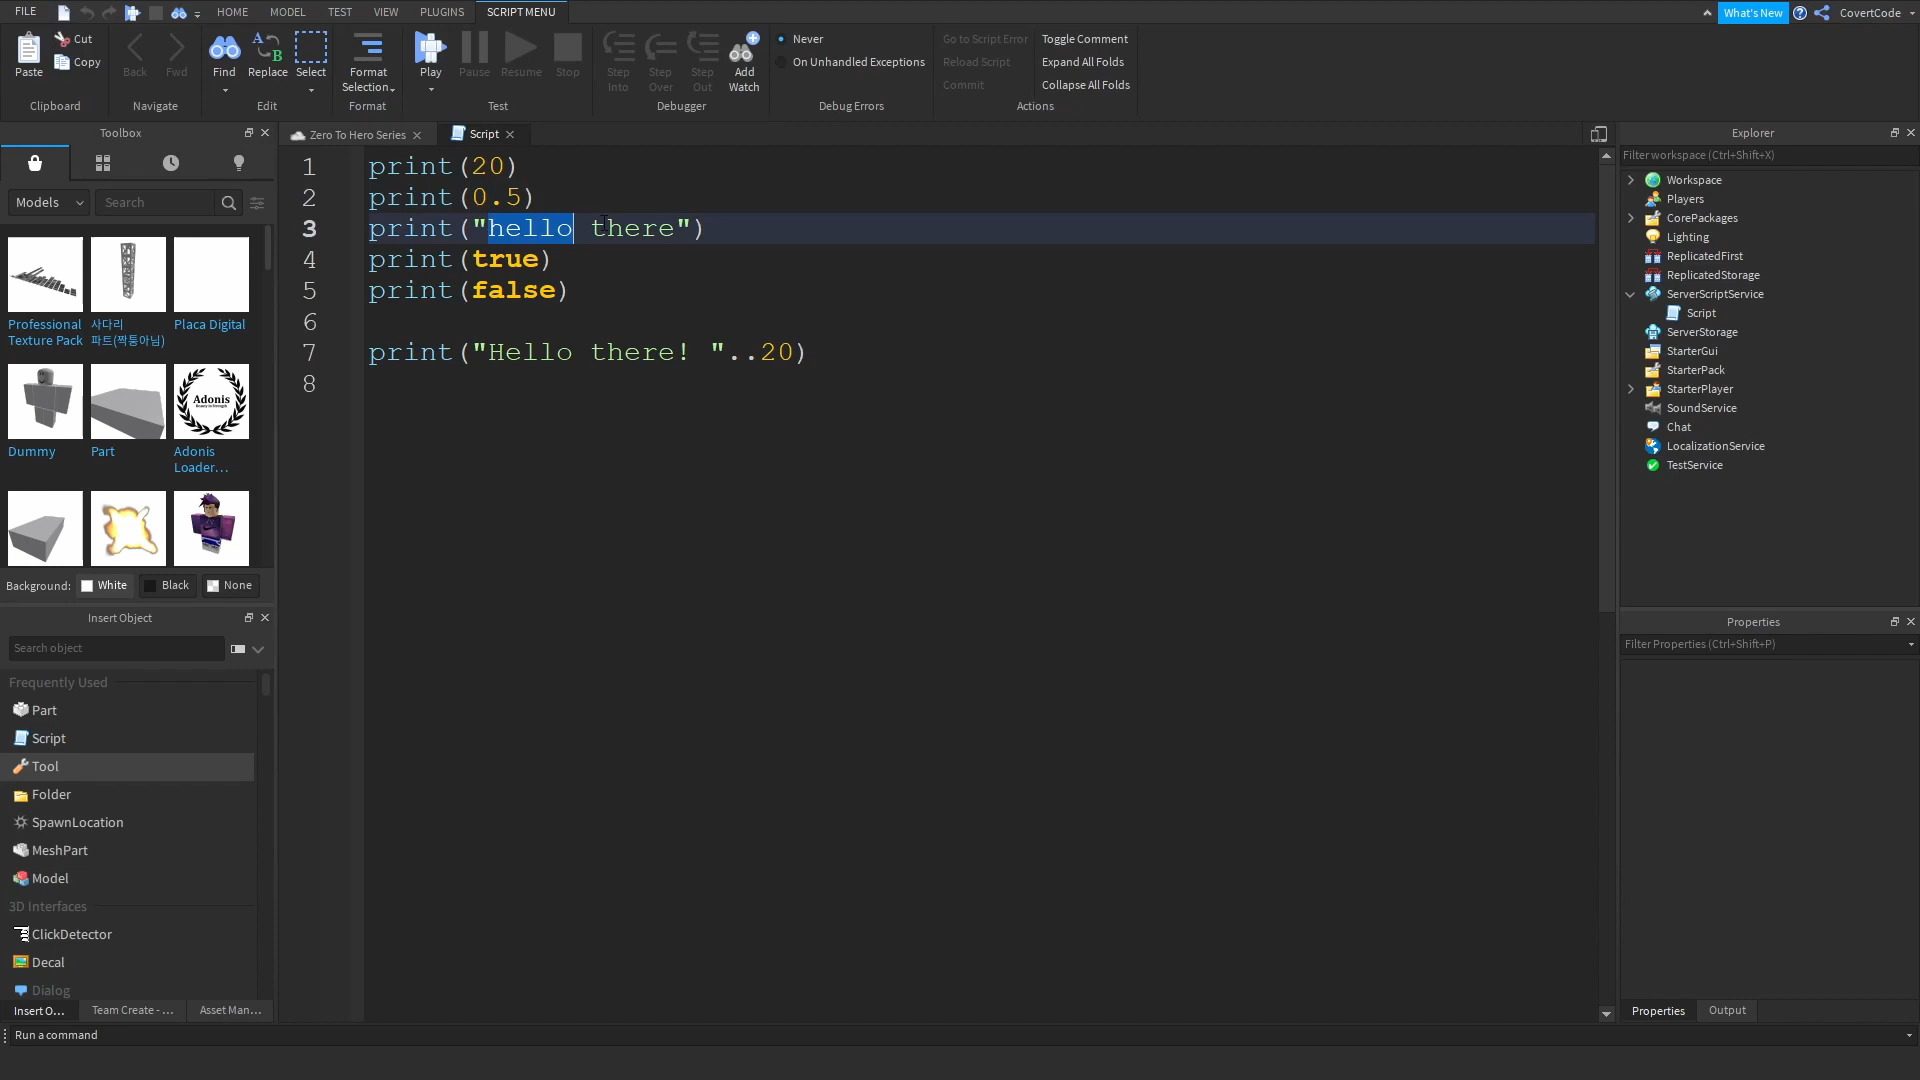 FILE HOME MODEL TEST VIEW PLUGINS SCRIPT MENU What's New CovertCode
Paste Cut Copy Clipboard
Back Fwd Navigate
Find Replace Select Edit
Format Selection Format
Play Pause Resume Stop Test
Step Into Step Over Step Out Add Watch Debugger
Never
On Unhandled Exceptions
Debug Errors
Go to Script Error Toggle Comment
Reload Script Expand All Folds
Commit Collapse All Folds
Actions
Toolbox
Models Search
Professional Texture Pack
사다리 파트(짝퉁아님)
Placa Digital
Adonis
Dummy
Part
Adonis Loader...
Background: White Black None
Insert Object
Search object
Frequently Used
Part
Script
Tool
Folder
SpawnLocation
MeshPart
Model
3D Interfaces
ClickDetector
Decal
Dialog
Insert O... Team Create - ... Asset Man...
Run a command
Zero To Hero Series Script
1 print(20)
2 print(0.5)
3 print("hello there")
4 print(true)
5 print(false)
6
7 print("Hello there! "..20)
8
Explorer
Filter workspace (Ctrl+Shift+X)
Workspace
Players
CorePackages
Lighting
ReplicatedFirst
ReplicatedStorage
ServerScriptService
Script
ServerStorage
StarterGui
StarterPack
StarterPlayer
SoundService
Chat
LocalizationService
TestService
Properties
Filter Properties (Ctrl+Shift+P)
Properties Output